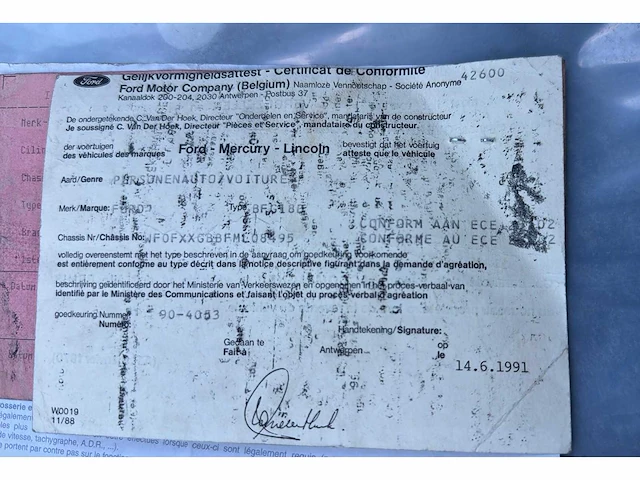 Ford
Gelijkvormigheidsattest - Certificat de Conformité
42600
Ford Motor Company (Belgium) Naamloze Vennootschap - Société Anonyme
Kanaaldok 200-204, 2030 Antwerpen - Postbus 37
De ondergetekende C. Van Der Hoek, Directeur "Onderdelen en Service", mandataris van de constructeur
Je soussigné C. Van Der Hoek, Directeur "Pièces et Service", mandataire du constructeur.
der voertuigen
des véhicules des marques
Ford - Mercury - Lincoln
bevestigt dat het voertuig
atteste que le véhicule
Aard/Genre
PERSONENAUTO/VOITURE
Merk/Marque:
FORD
Type
CONFORM AAN ECE
Chassis Nr/Châssis No:
CONFORME AU ECE
volledig overeenstemt met het type beschreven in de aanvraag om goedkeuring voorkomende
est entièrement conforme au type décrit dans la notice descriptive figurant dans la demande d'agréation,
beschrijving geïdentificeerd door het Ministerie van Verkeerswezen en opgenomen in het proces-verbaal van
identifié par le Ministère des Communications et faisant l'objet du procès-verbal d'agréation
goedkeuring Nummer
Numéro
90-4053
Handtekening/Signature:
Gedaan te
Fait à
Antwerpen
op
le
14.6.1991
W0019
11/88